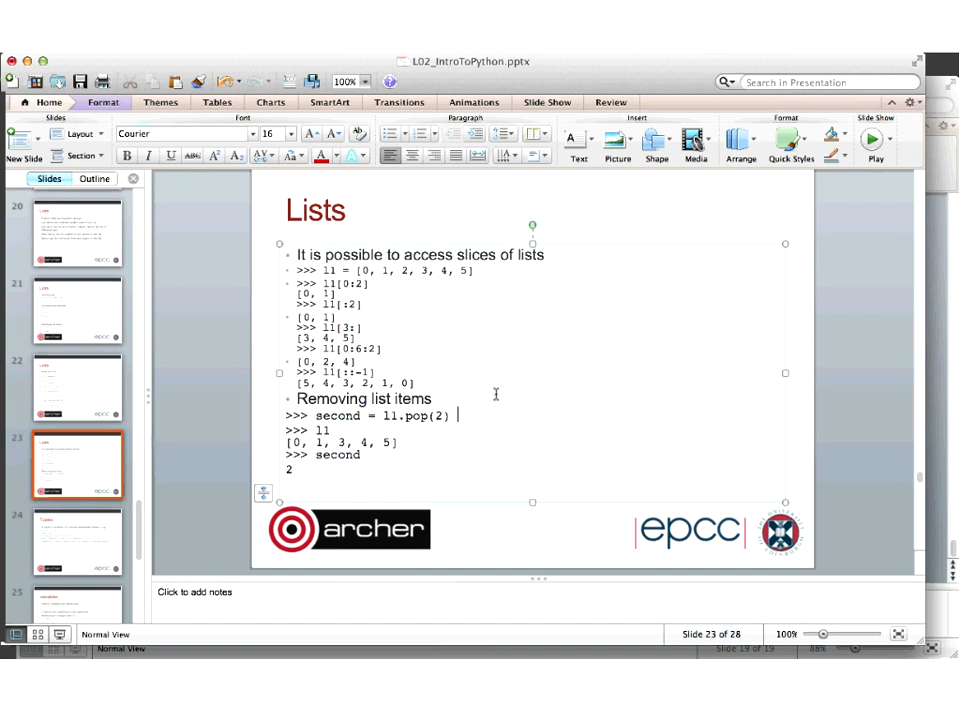 L02_IntroToPython.pptx
100%
Search in Presentation
Home
Format
Themes
Tables
Charts
SmartArt
Transitions
Animations
Slide Show
Review
Slides
Font
Paragraph
Insert
Format
Slide Show
New Slide
Layout
Section
Courier
16
Text
Picture
Shape
Media
Arrange
Quick Styles
Play
Slides
Outline
20
21
22
23
24
25
Lists
It is possible to access slices of lists
>>> l1 = [0, 1, 2, 3, 4, 5]
>>> l1[0:2]
[0, 1]
>>> l1[:2]
[0, 1]
>>> l1[3:]
[3, 4, 5]
>>> l1[0:6:2]
[0, 2, 4]
>>> l1[::-1]
[5, 4, 3, 2, 1, 0]
Removing list items
>>> second = l1.pop(2)
>>> l1
[0, 1, 3, 4, 5]
>>> second
2
archer
epcc
Click to add notes
Normal View
Slide 23 of 28
100%
Normal View
Slide 19 of 19
88%